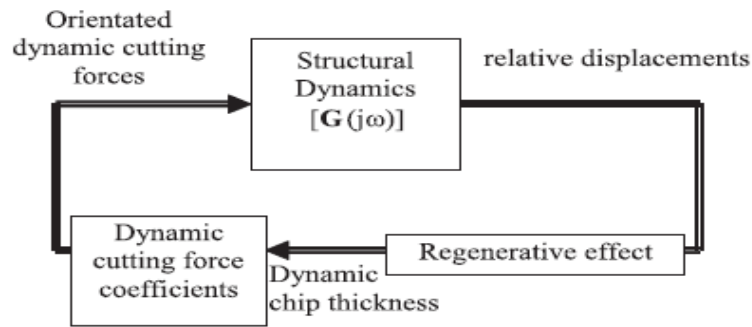 Orientated
dynamic cutting
forces
Structural
Dynamics
[G(jω)]
relative displacements
Dynamic
cutting force
coefficients
Dynamic
chip thickness
Regenerative effect